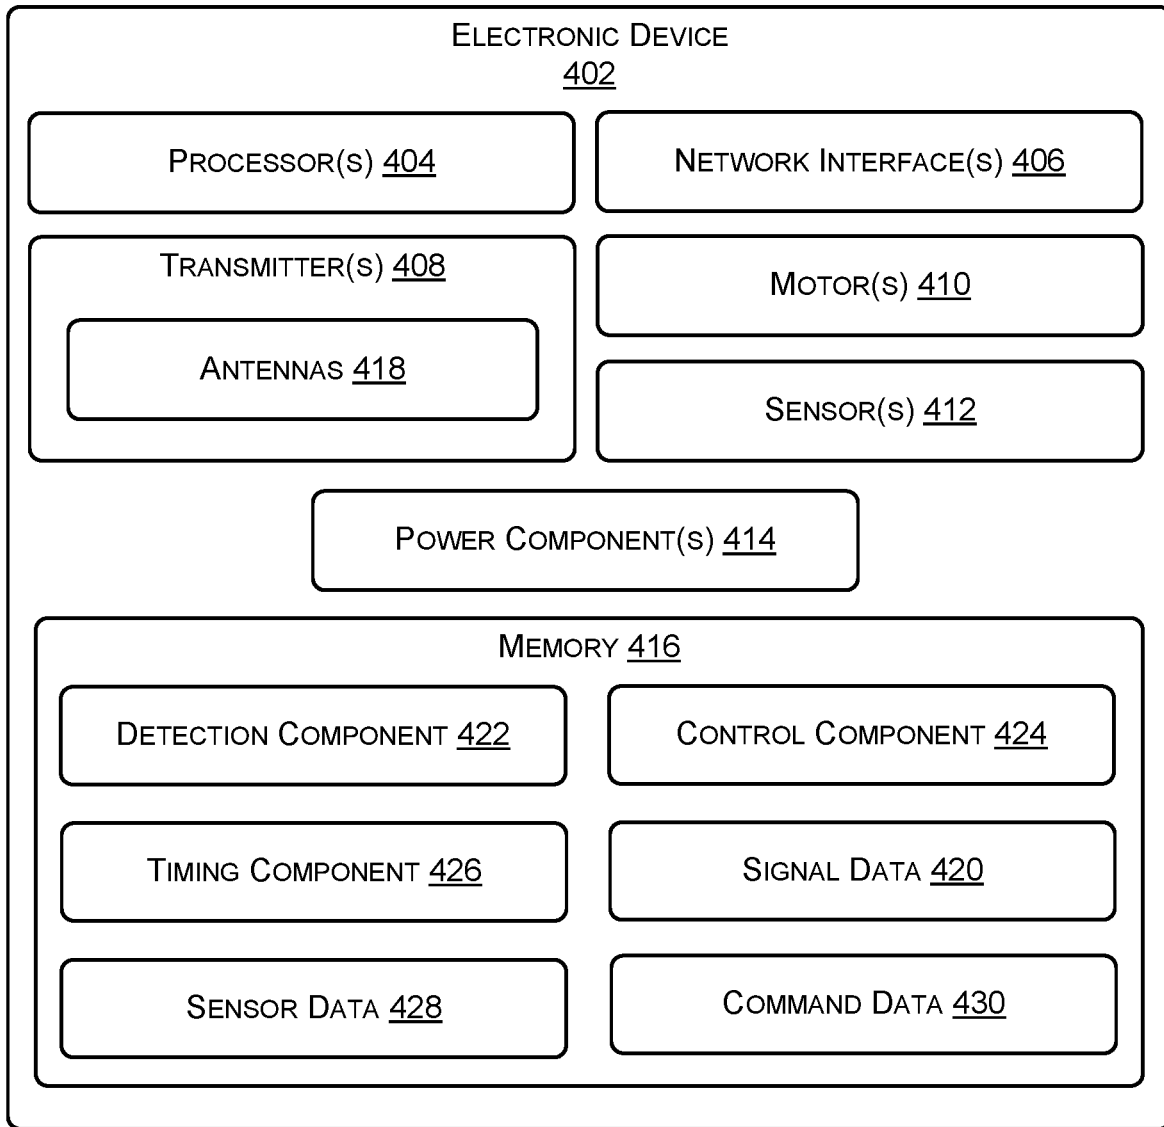 ELECTRONIC DEVICE
402
PROCESSOR(S) 404
NETWORK INTERFACE(S) 406
TRANSMITTER(S) 408
ANTENNAS 418
MOTOR(S) 410
SENSOR(S) 412
POWER COMPONENT(S) 414
MEMORY 416
DETECTION COMPONENT 422
CONTROL COMPONENT 424
TIMING COMPONENT 426
SIGNAL DATA 420
SENSOR DATA 428
COMMAND DATA 430